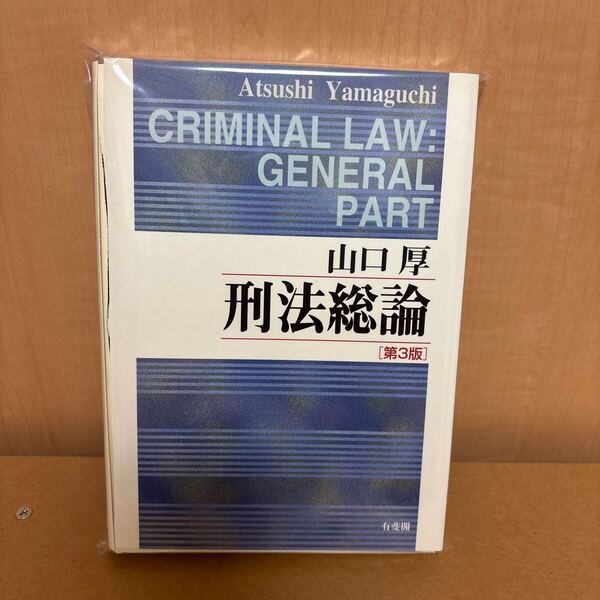 Atsushi Yamaguchi
CRIMINAL LAW:
GENERAL
PART
山口 厚
刑法総論
[第3版]
有斐閣